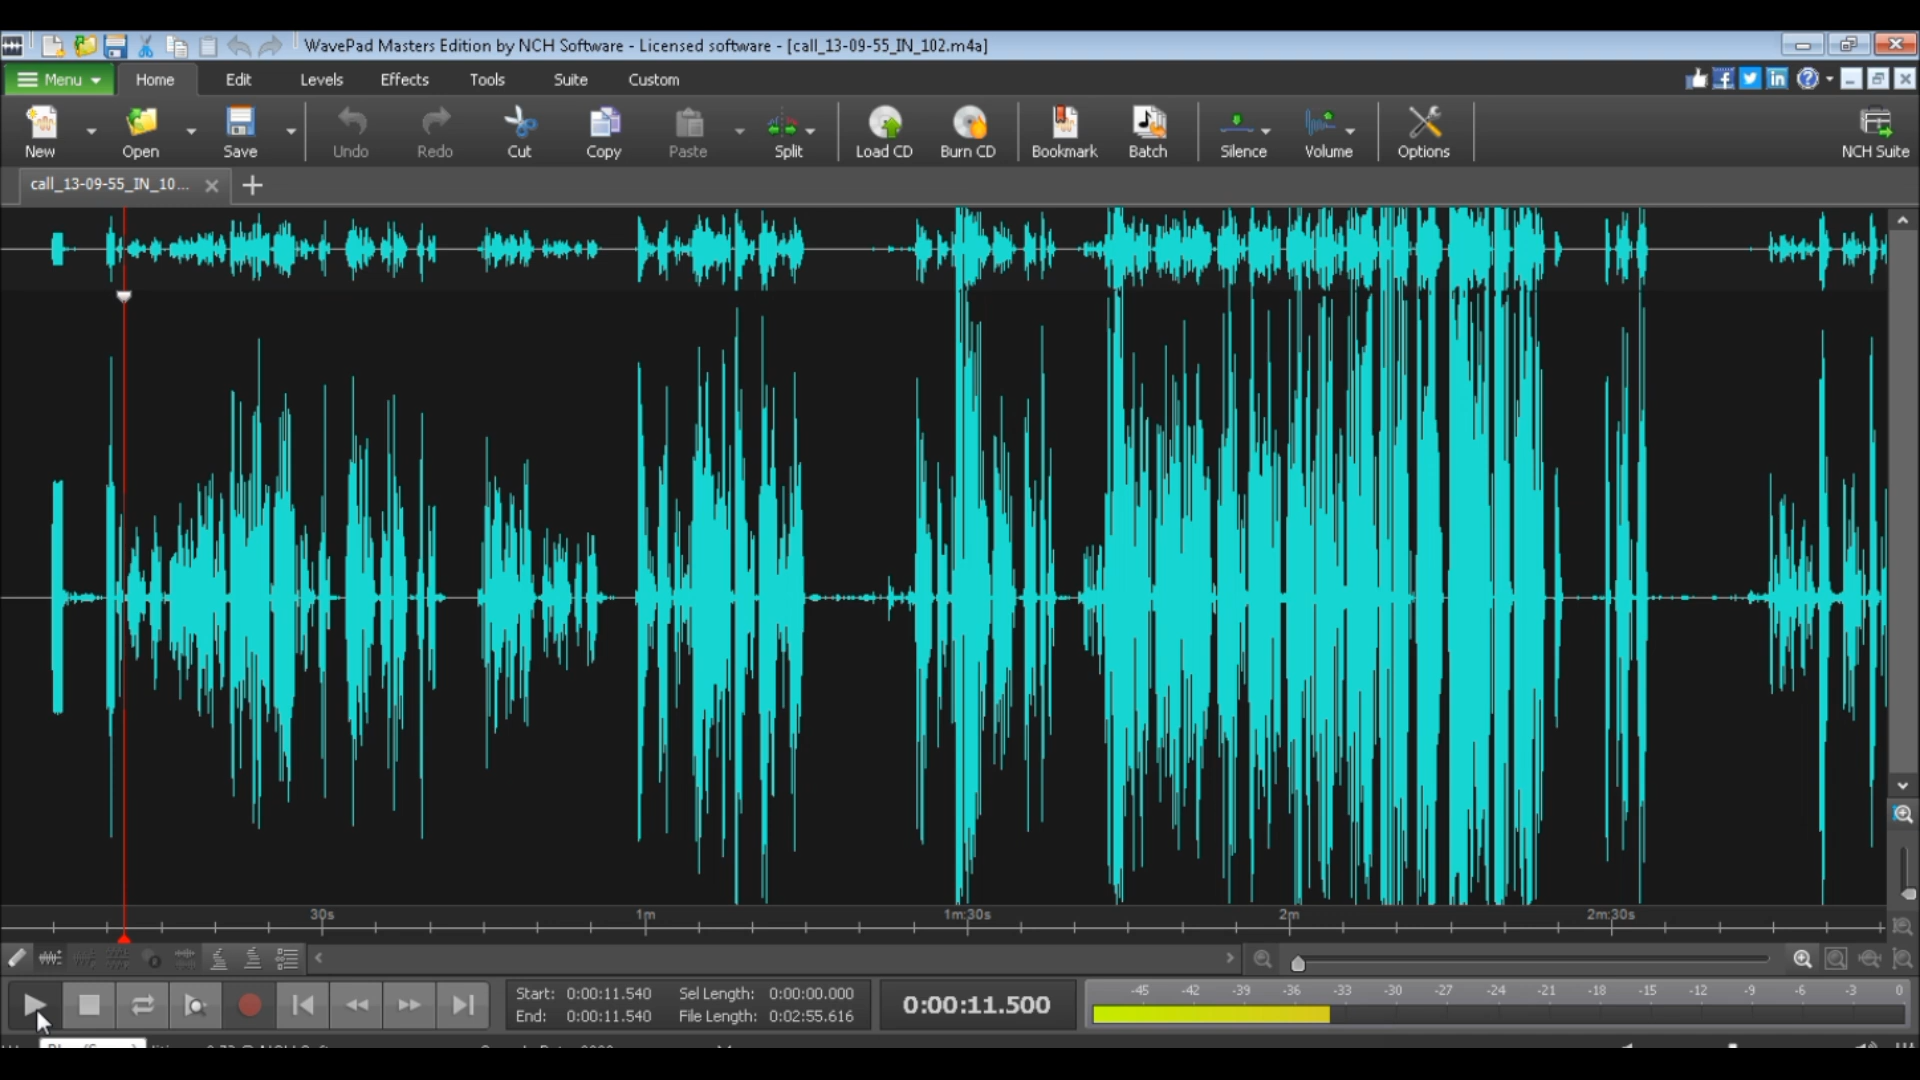 WavePad Masters Edition by NCH Software - Licensed software - [call_13-09-55_IN_102.m4a]
Menu Home Edit Levels Effects Tools Suite Custom
New Open Save Undo Redo Cut Copy Paste Split Load CD Burn CD Bookmark Batch Silence Volume Options NCH Suite
call_13-09-55_IN_10...
30s 1m 1m:30s 2m 2m:30s
Start: 0:00:11.540 Sel Length: 0:00:00.000
End: 0:00:11.540 File Length: 0:02:55.616
0:00:11.500
-45 -42 -39 -36 -33 -30 -27 -24 -21 -18 -15 -12 -9 -6 -3 0